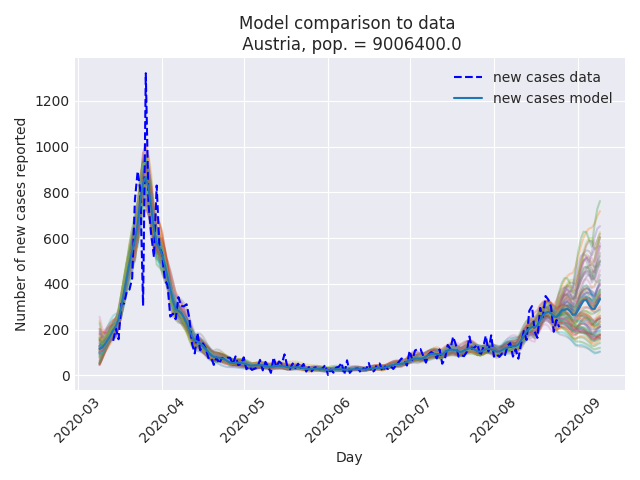 Model comparison to data
Austria, pop. = 9006400.0
new cases data
new cases model
Number of new cases reported
1200
1000
800
600
400
200
0
2020-03
2020-04
2020-05
2020-06
2020-07
2020-08
2020-09
Day